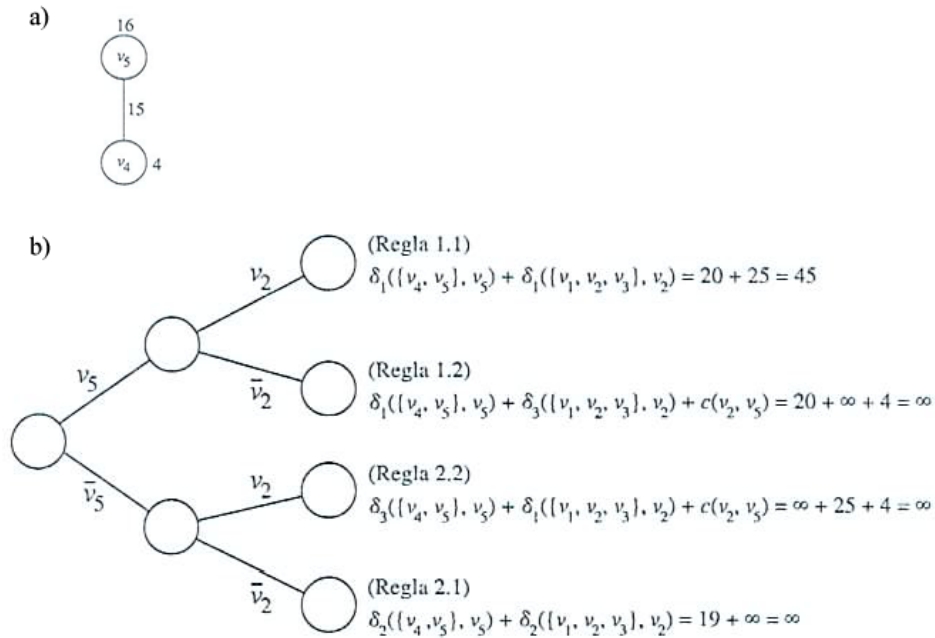 a)
16
v₅
15
v₄ 4
b)
v₂
(Regla 1.1)
δ₁({v₄, v₅}, v₅) + δ₁({v₁, v₂, v₃}, v₂) = 20 + 25 = 45
v₅
v̄₂
(Regla 1.2)
δ₁({v₄, v₅}, v₅) + δ₃({v₁, v₂, v₃}, v₂) + c(v₂, v₅) = 20 + ∞ + 4 = ∞
v̄₅
v₂
(Regla 2.2)
δ₃({v₄, v₅}, v₅) + δ₁({v₁, v₂, v₃}, v₂) + c(v₂, v₅) = ∞ + 25 + 4 = ∞
v̄₂
(Regla 2.1)
δ₂({v₄,v₅}, v₅) + δ₂({v₁, v₂, v₃}, v₂) = 19 + ∞ = ∞